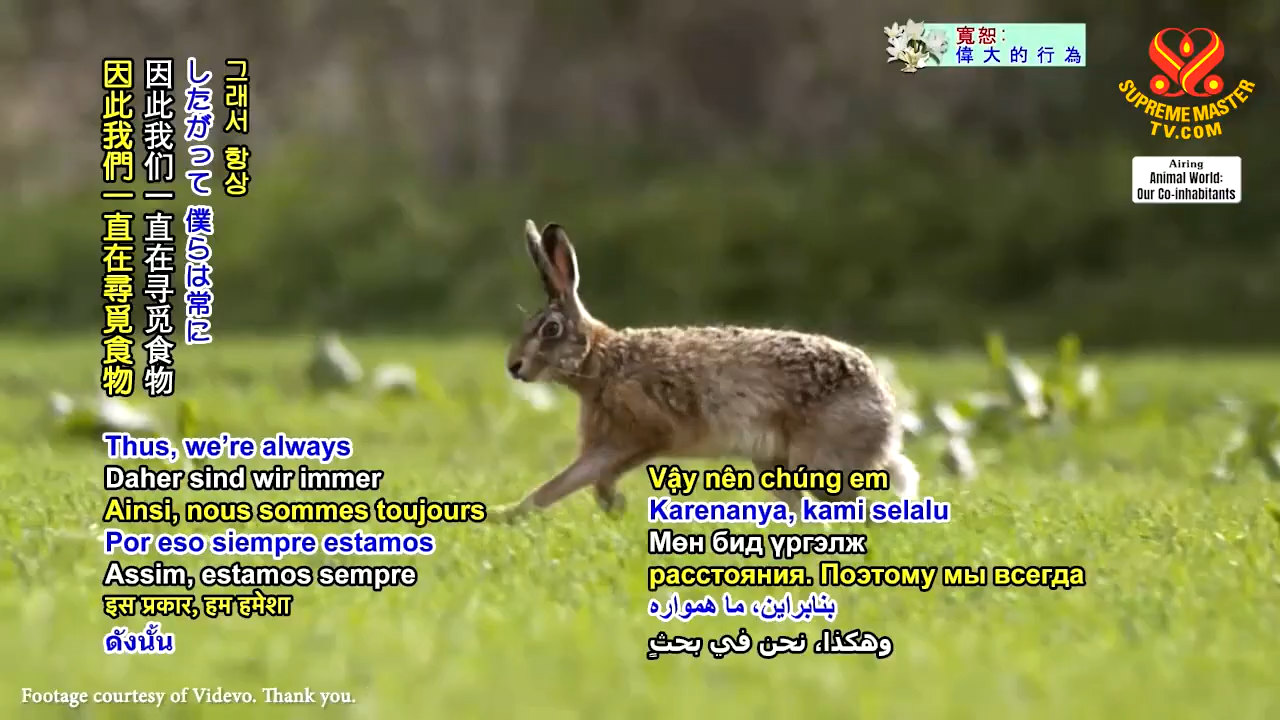 寬恕:
偉大的行為
SUPREME MASTER
TV.COM
Airing
Animal World:
Our Co-inhabitants
그래서 항상
したがって 僕らは常に
因此我们一直在寻觅食物
因此我們一直在尋覓食物
Thus, we’re always
Daher sind wir immer
Ainsi, nous sommes toujours
Por eso siempre estamos
Assim, estamos sempre
इस प्रकार, हम हमेशा
ดังนั้น
Vậy nên chúng em
Karenanya, kami selalu
Мөн бид үргэлж
расстояния. Поэтому мы всегда
بنابراین، ما همواره
وهكذا، نحن في بحثٍ
Footage courtesy of Videvo. Thank you.